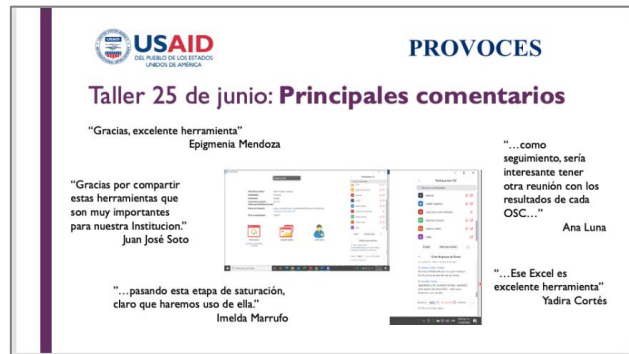 USAID
DEL PUEBLO DE LOS ESTADOS
UNIDOS DE AMÉRICA
PROVOCES
Taller 25 de junio: Principales comentarios
“Gracias, excelente herramienta”
Epigmenia Mendoza
“Gracias por compartir
estas herramientas que
son muy importantes
para nuestra Institucion.”
Juan José Soto
“…como
seguimiento, sería
interesante tener
otra reunión con los
resultados de cada
OSC…”
Ana Luna
“…pasando esta etapa de saturación,
claro que haremos uso de ella.”
Imelda Marrufo
“…Ese Excel es
excelente herramienta”
Yadira Cortés